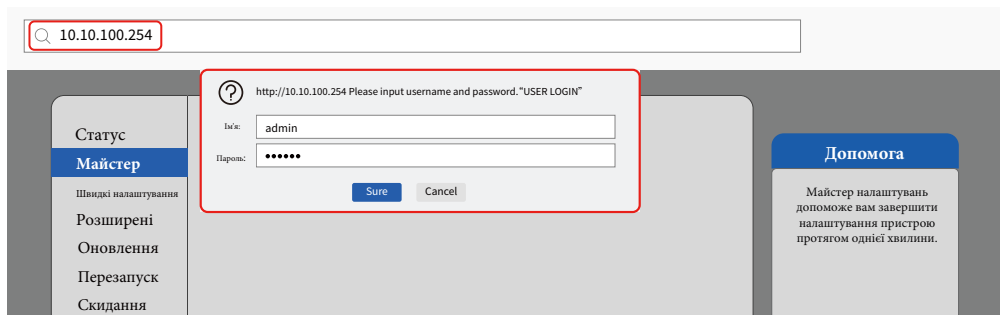 10.10.100.254
http://10.10.100.254 Please input username and password."USER LOGIN"
Ім'я:
admin
Пароль:
••••••
Sure
Cancel
Статус
Майстер
Швидкі налаштування
Розширені
Оновлення
Перезапуск
Скидання
Допомога
Майстер налаштувань
допоможе вам завершити
налаштування пристрою
протягом однієї хвилини.